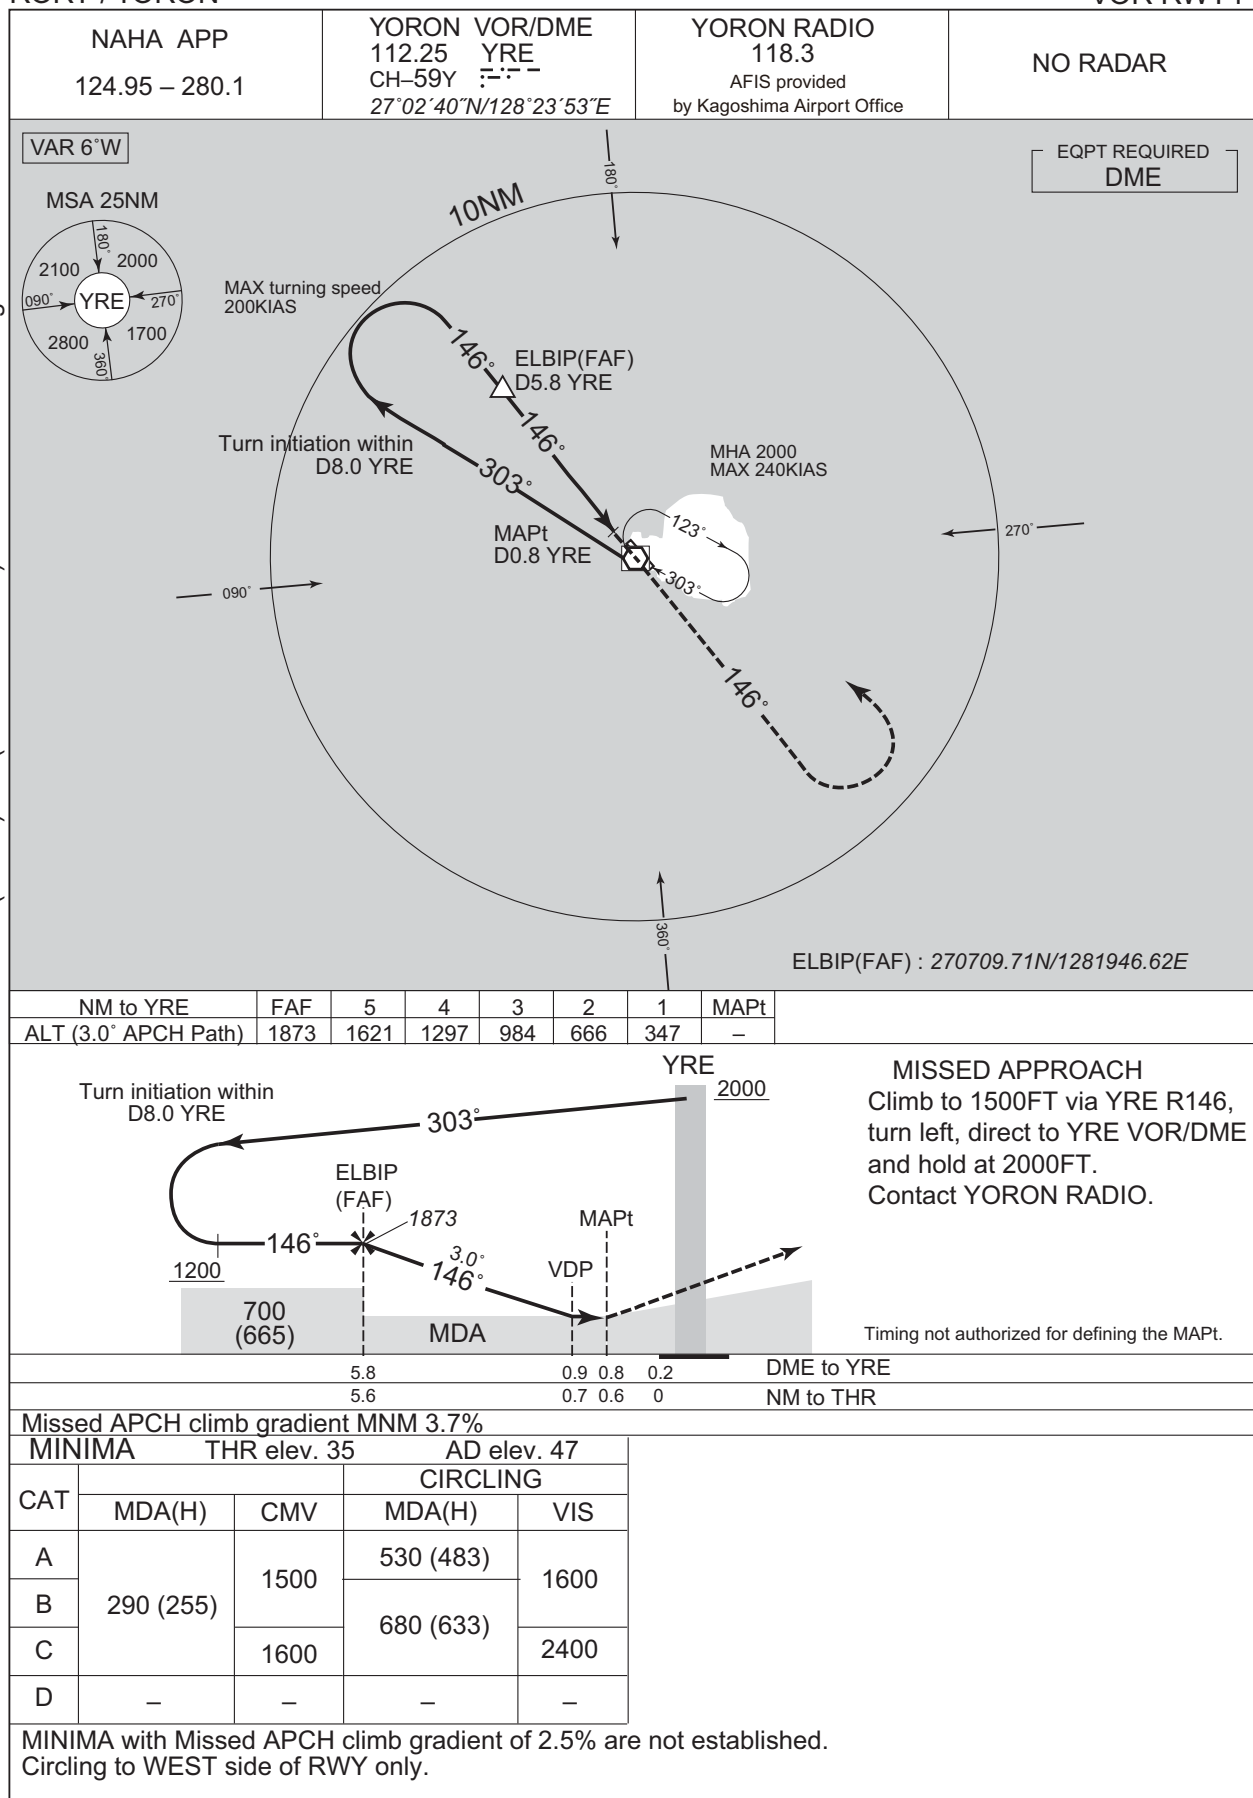 NAHA APP
124.95 – 280.1
YORON VOR/DME
112.25 YRE
CH–59Y
27°02´40˝N/128°23´53˝E
YORON RADIO
118.3
AFIS provided
by Kagoshima Airport Office
NO RADAR
VAR 6°W
EQPT REQUIRED
DME
MSA 25NM
180°
2100
2000
090°
YRE
270°
2800
1700
360°
180°
10NM
MAX turning speed
200KIAS
146°
ELBIP(FAF)
D5.8 YRE
146°
Turn initiation within
D8.0 YRE
303°
MHA 2000
MAX 240KIAS
MAPt
D0.8 YRE
123°
303°
270°
090°
146°
360°
ELBIP(FAF) : 270709.71N/1281946.62E
NM to YRE FAF 5 4 3 2 1 MAPt
ALT (3.0° APCH Path) 1873 1621 1297 984 666 347 –
YRE
2000
Turn initiation within
D8.0 YRE
303°
ELBIP
(FAF)
1873
146°
3.0°
146°
MAPt
VDP
1200
700
(665)
MDA
MISSED APPROACH
Climb to 1500FT via YRE R146,
turn left, direct to YRE VOR/DME
and hold at 2000FT.
Contact YORON RADIO.
Timing not authorized for defining the MAPt.
5.8 0.9 0.8 0.2 DME to YRE
5.6 0.7 0.6 0 NM to THR
Missed APCH climb gradient MNM 3.7%
MINIMA THR elev. 35 AD elev. 47
CAT
CIRCLING
MDA(H) CMV MDA(H) VIS
A
B
C
290 (255)
1500
1600
530 (483)
680 (633)
1600
2400
D – – – –
MINIMA with Missed APCH climb gradient of 2.5% are not established.
Circling to WEST side of RWY only.